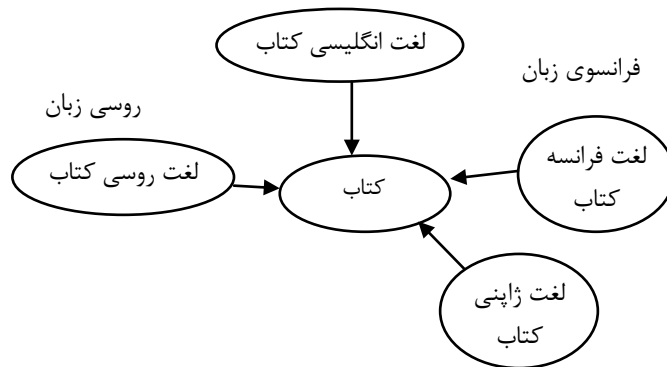 لغت انگلیسی کتاب
فرانسوی زبان
روسی زبان
لغت فرانسه
کتاب
لغت روسی کتاب
کتاب
لغت ژاپنی
کتاب